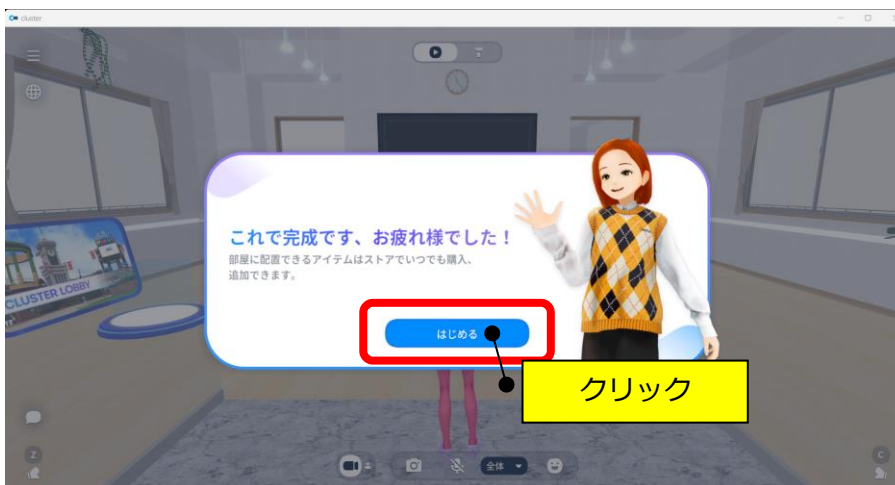 cluster
CLUSTER LOBBY
これで完成です、お疲れ様でした！
部屋に配置できるアイテムはストアでいつでも購入、
追加できます。
はじめる
クリック
Z
全体
C